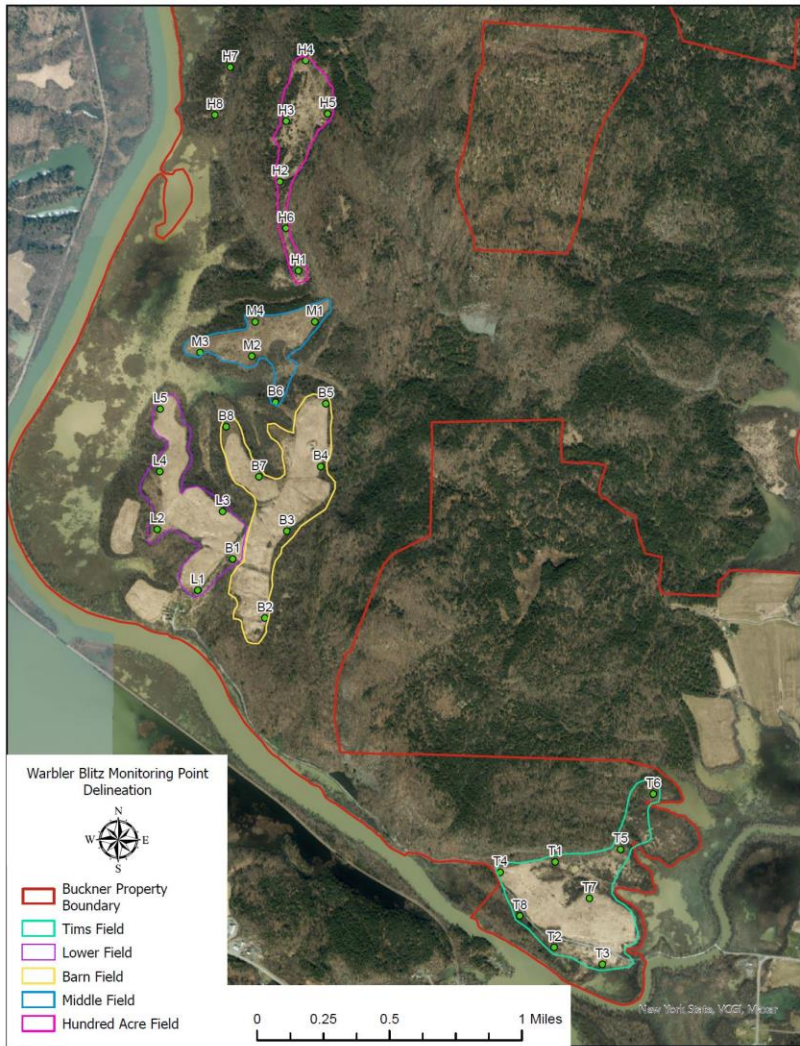 H4
H7
H8
H3
H5
H2
H6
H1
M4
M1
M3
M2
B6
B5
L5
B8
B4
L4
B7
L3
L2
B3
B1
L1
B2
T6
T5
T1
T4
T7
T8
T2
T3
Warbler Blitz Monitoring Point
Delineation
N
W E
S
Buckner Property
Boundary
Tims Field
Lower Field
Barn Field
Middle Field
Hundred Acre Field
0 0.25 0.5 1 Miles
New York State, VCGI, Maxar